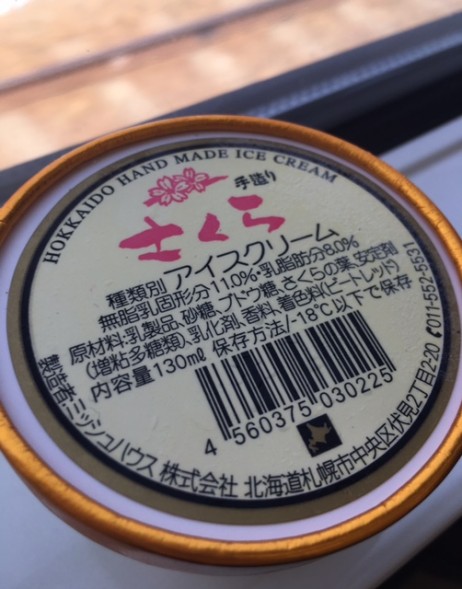 HOKKAIDO HAND MADE ICE CREAM
手造り
さくら
種類別 アイスクリーム
無脂乳固形分11.0%・乳脂肪分8.0%
原材料:乳製品、砂糖、ブドウ糖、さくらの葉、安定剤
(増粘多糖類)、乳化剤、香料、着色料(ビートレッド)
内容量130mℓ 保存方法/-18℃以下で保存
4 560375 030225
製造者:ミッシュハウス 株式会社 北海道札幌市中央区伏見2丁目2-20 ✆011-552-5531